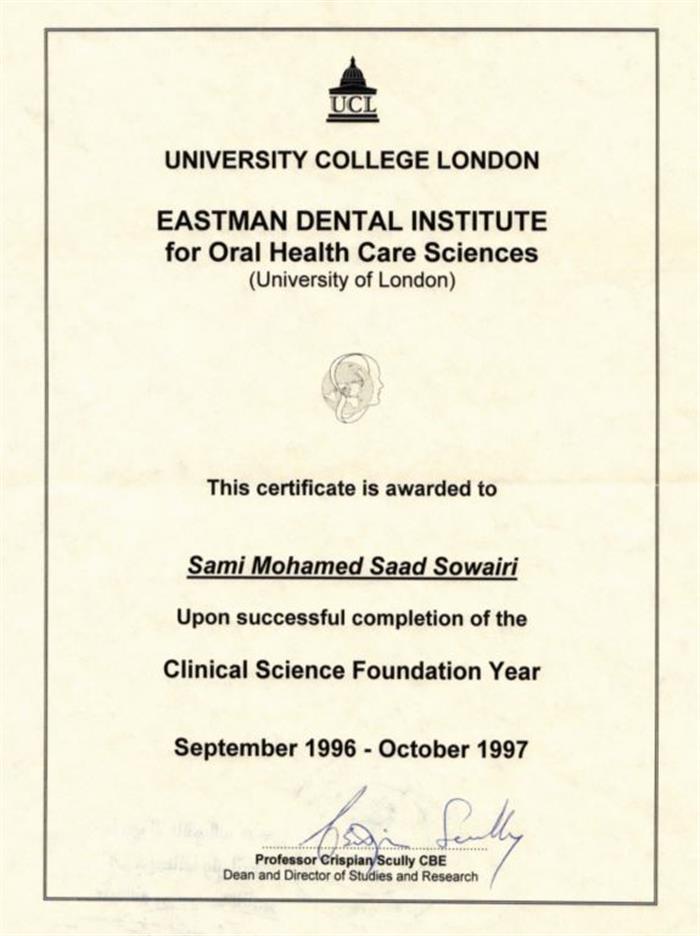 UCL
UNIVERSITY COLLEGE LONDON
EASTMAN DENTAL INSTITUTE
for Oral Health Care Sciences
(University of London)
This certificate is awarded to
Sami Mohamed Saad Sowairi
Upon successful completion of the
Clinical Science Foundation Year
September 1996 - October 1997
Crispian Scully
Professor Crispian Scully CBE
Dean and Director of Studies and Research